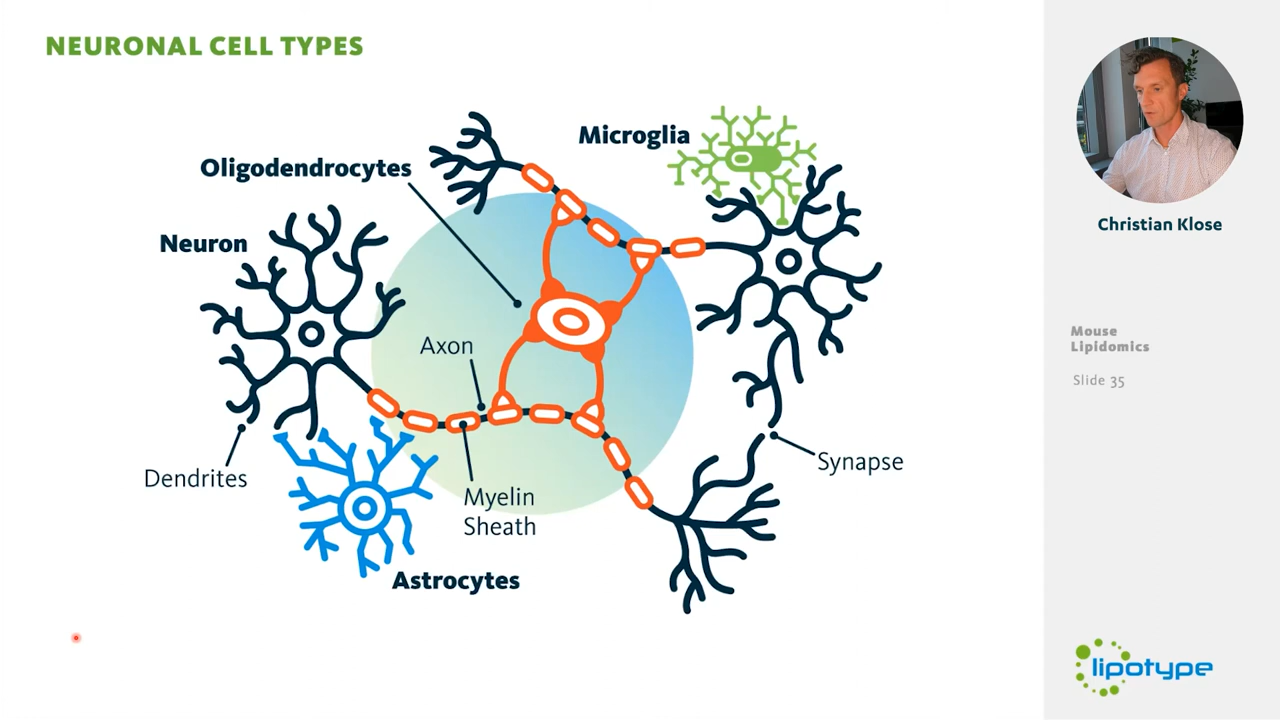 NEURONAL CELL TYPES
Microglia
Oligodendrocytes
Neuron
Axon
Dendrites
Myelin
Sheath
Synapse
Astrocytes
Christian Klose
Mouse
Lipidomics
Slide 35
lipotype